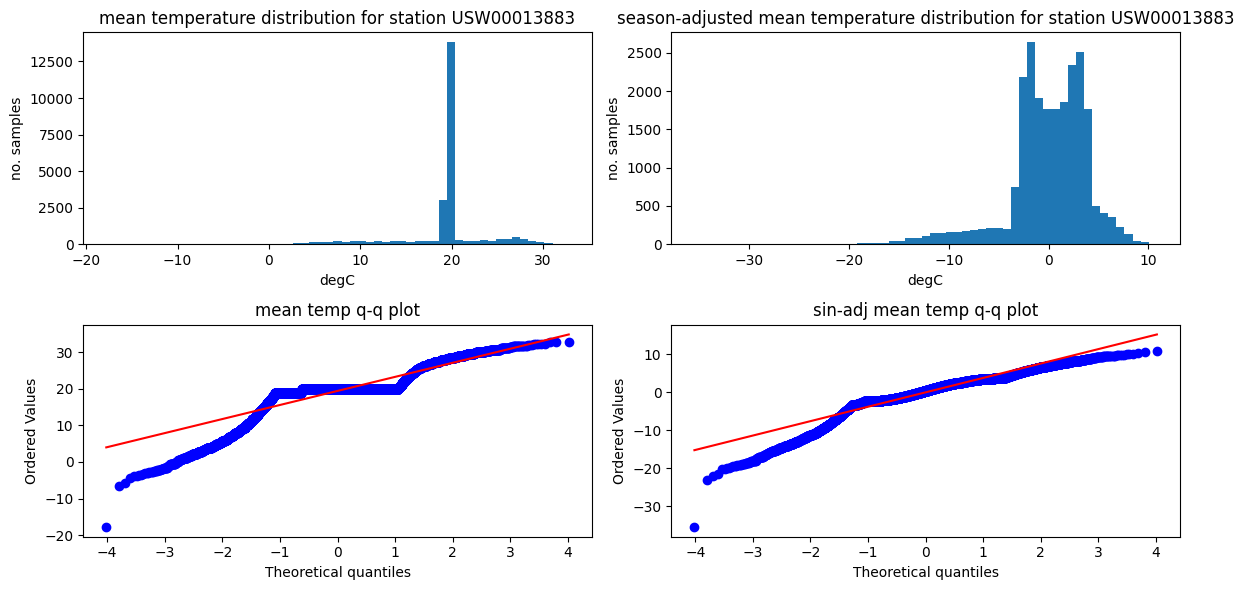 mean temperature distribution for station USW00013883
no. samples
12500
10000
7500
5000
2500
0
−20 −10 0 10 20 30
degC
season-adjusted mean temperature distribution for station USW00013883
no. samples
2500
2000
1500
1000
500
0
−30 −20 −10 0 10
degC
mean temp q-q plot
Ordered Values
30
20
10
0
−10
−20
−4 −3 −2 −1 0 1 2 3 4
Theoretical quantiles
sin-adj mean temp q-q plot
Ordered Values
10
0
−10
−20
−30
−4 −3 −2 −1 0 1 2 3 4
Theoretical quantiles